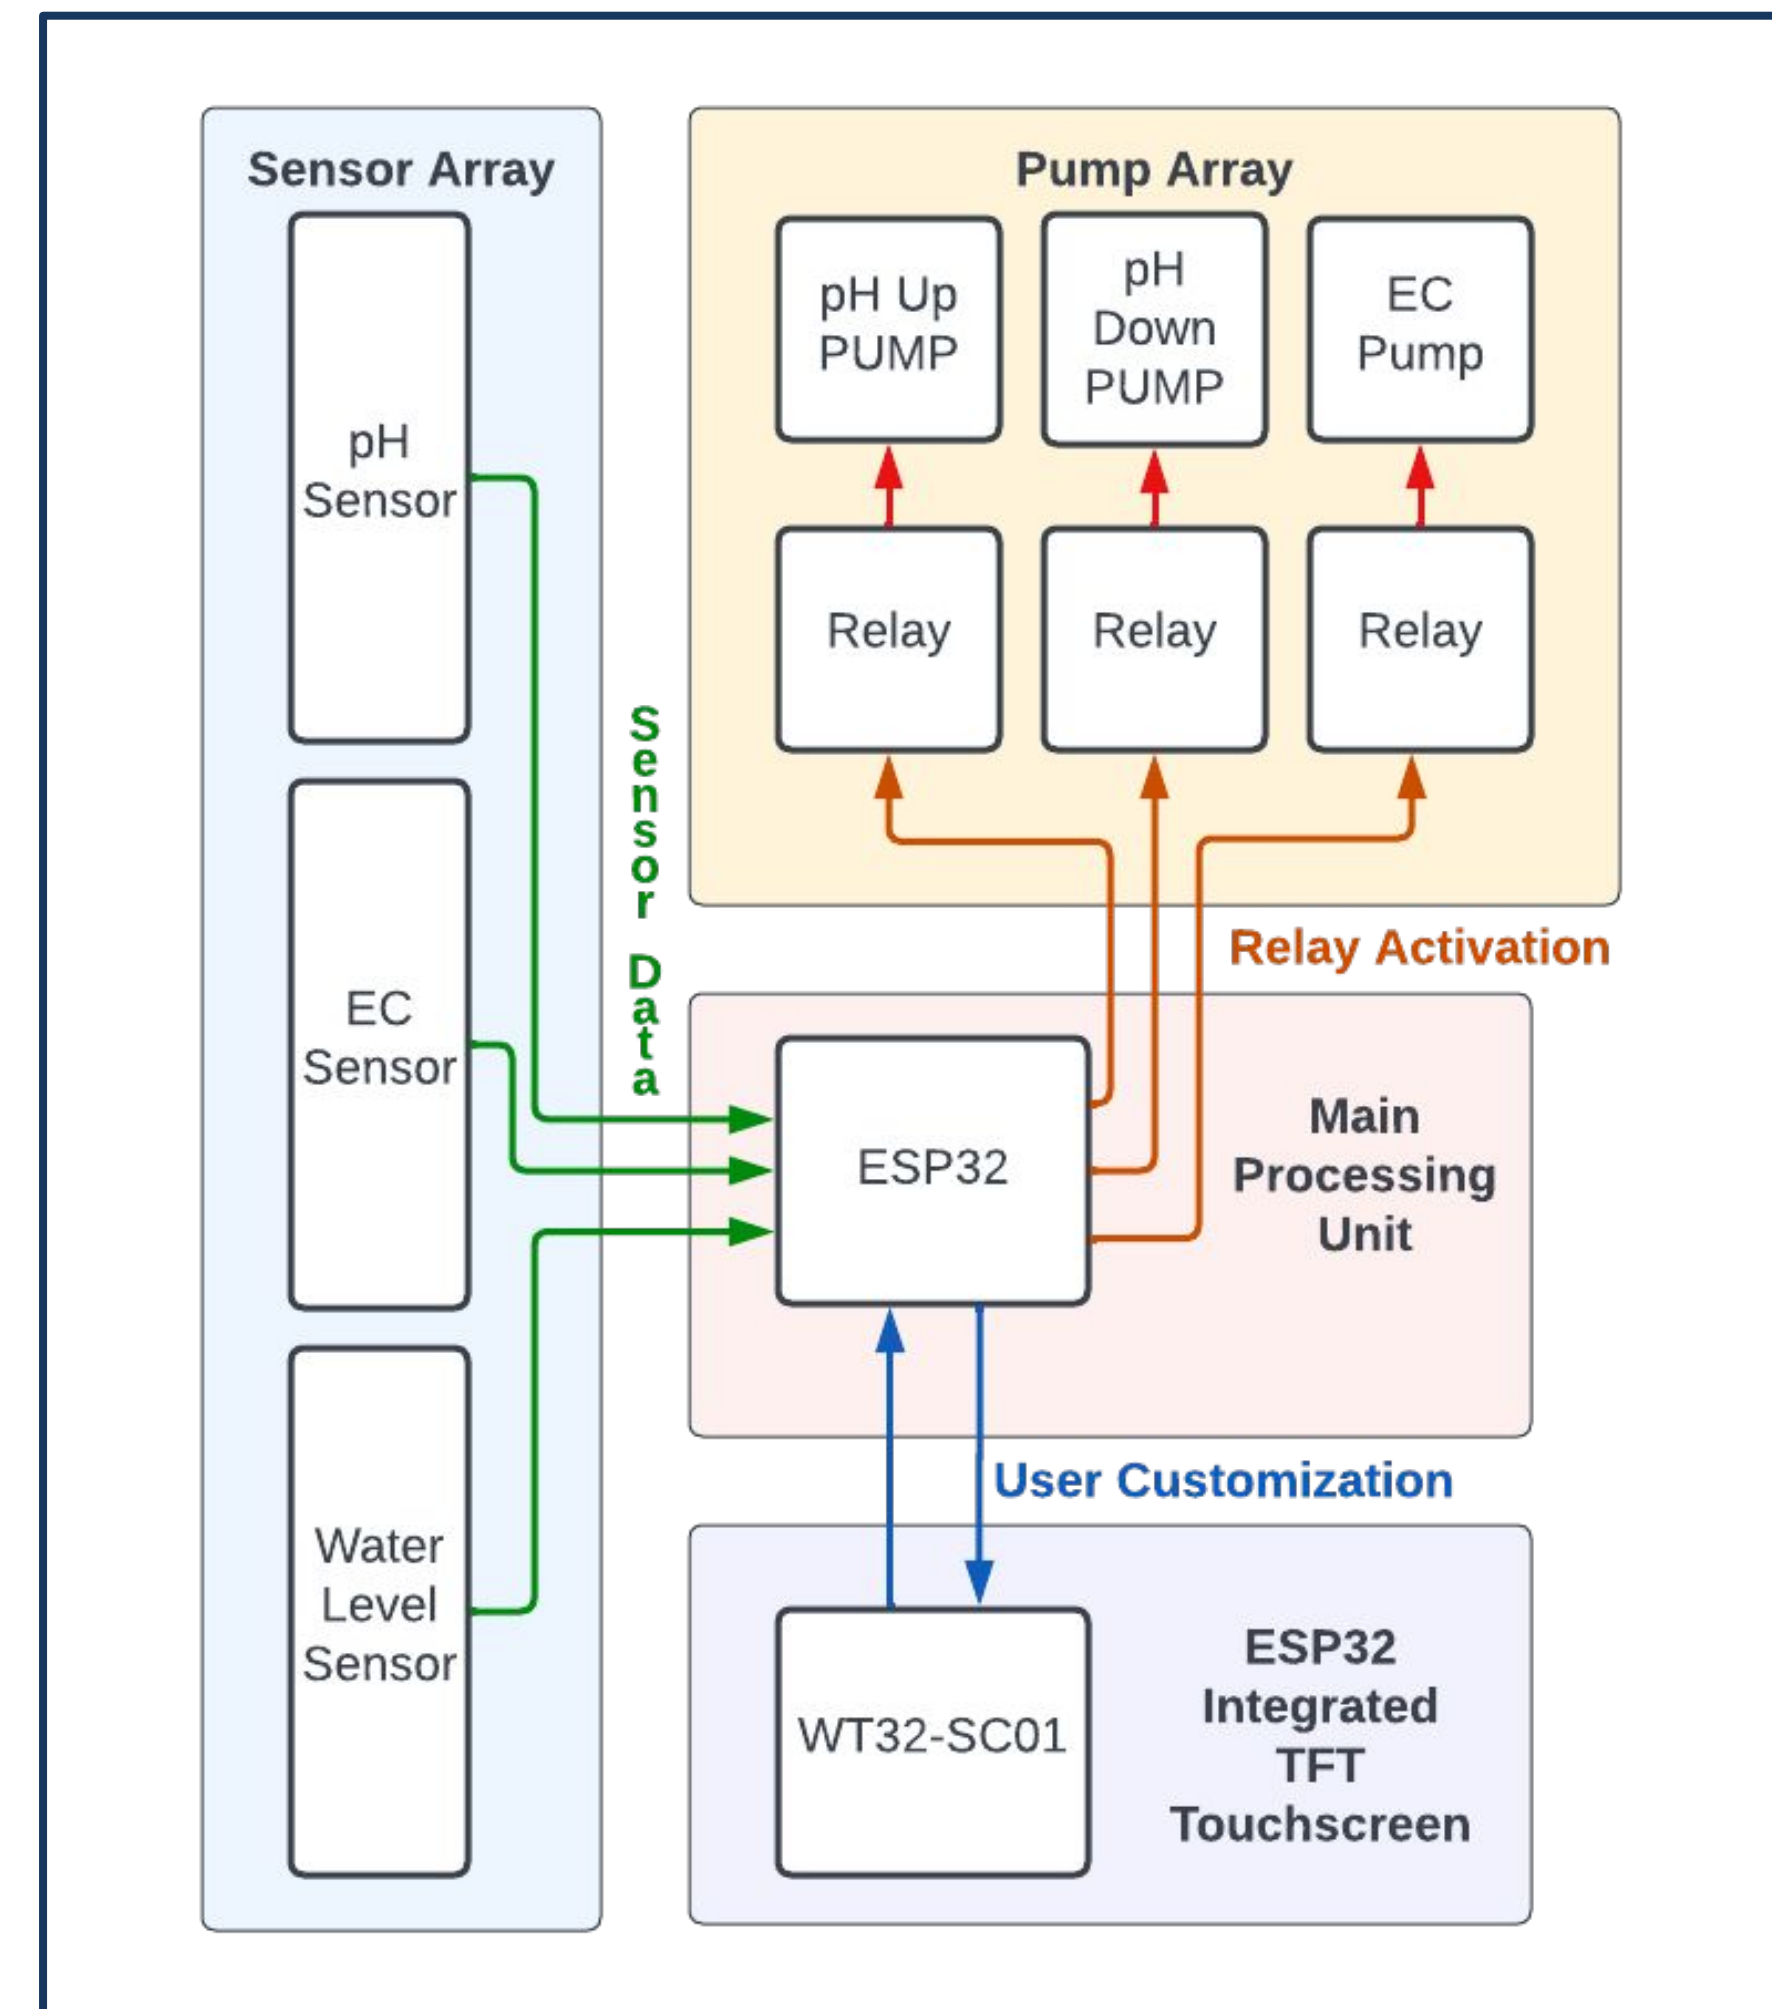 Sensor Array
pH
Sensor
EC
Sensor
Water
Level
Sensor
Sensor Data
Pump Array
pH Up
PUMP
pH
Down
PUMP
EC
Pump
Relay
Relay
Relay
Relay Activation
ESP32
Main
Processing
Unit
User Customization
WT32-SC01
ESP32
Integrated
TFT
Touchscreen